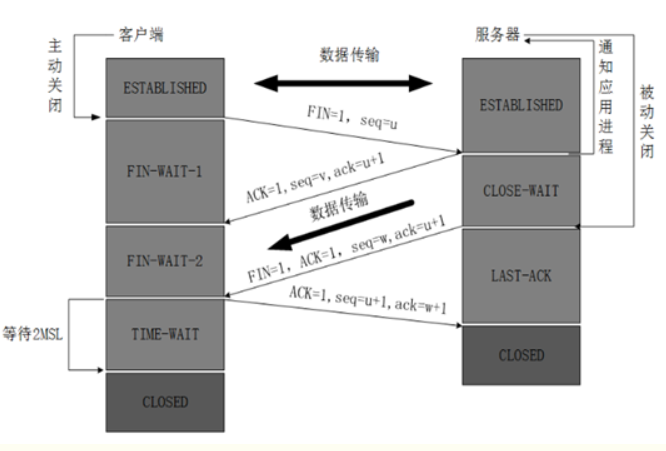 客户端
服务器
主动关闭
数据传输
通知应用进程
被动关闭
ESTABLISHED
ESTABLISHED
FIN=1, seq=u
FIN-WAIT-1
ACK=1,seq=v,ack=u+1
CLOSE-WAIT
数据传输
FIN-WAIT-2
FIN=1, ACK=1, seq=w,ack=u+1
LAST-ACK
ACK=1,seq=u+1,ack=w+1
等待2MSL
TIME-WAIT
CLOSED
CLOSED